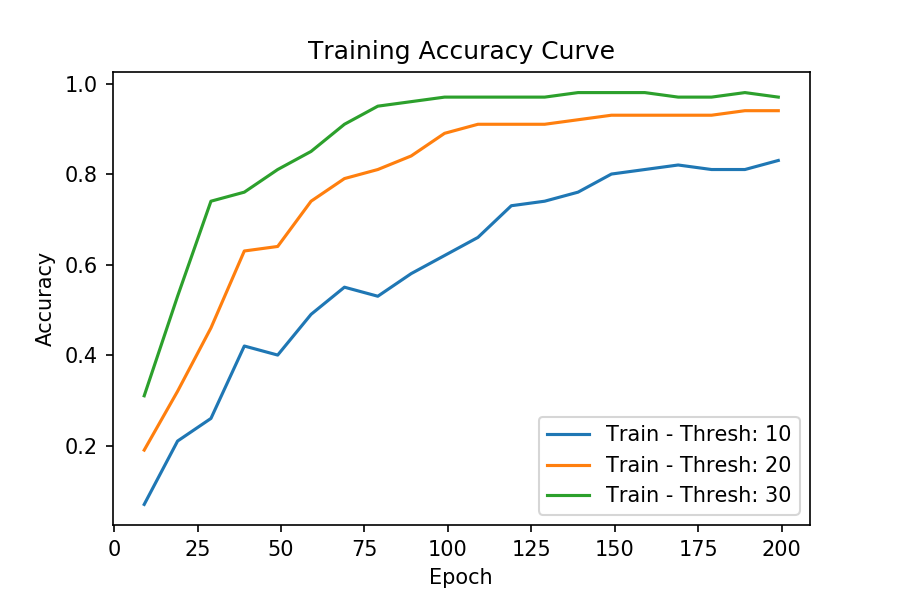 Training Accuracy Curve
1.0
0.8
0.6
0.4
0.2
Accuracy
Train - Thresh: 10
Train - Thresh: 20
Train - Thresh: 30
0 25 50 75 100 125 150 175 200
Epoch